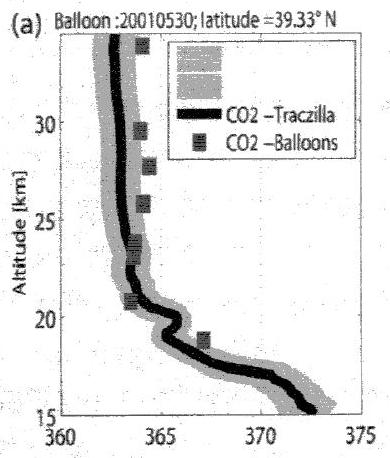 (a) Balloon :20010530; latitude =39.33° N
CO2 –Traczilla
CO2 –Balloons
Altitude [km]
30
25
20
15
360
365
370
375